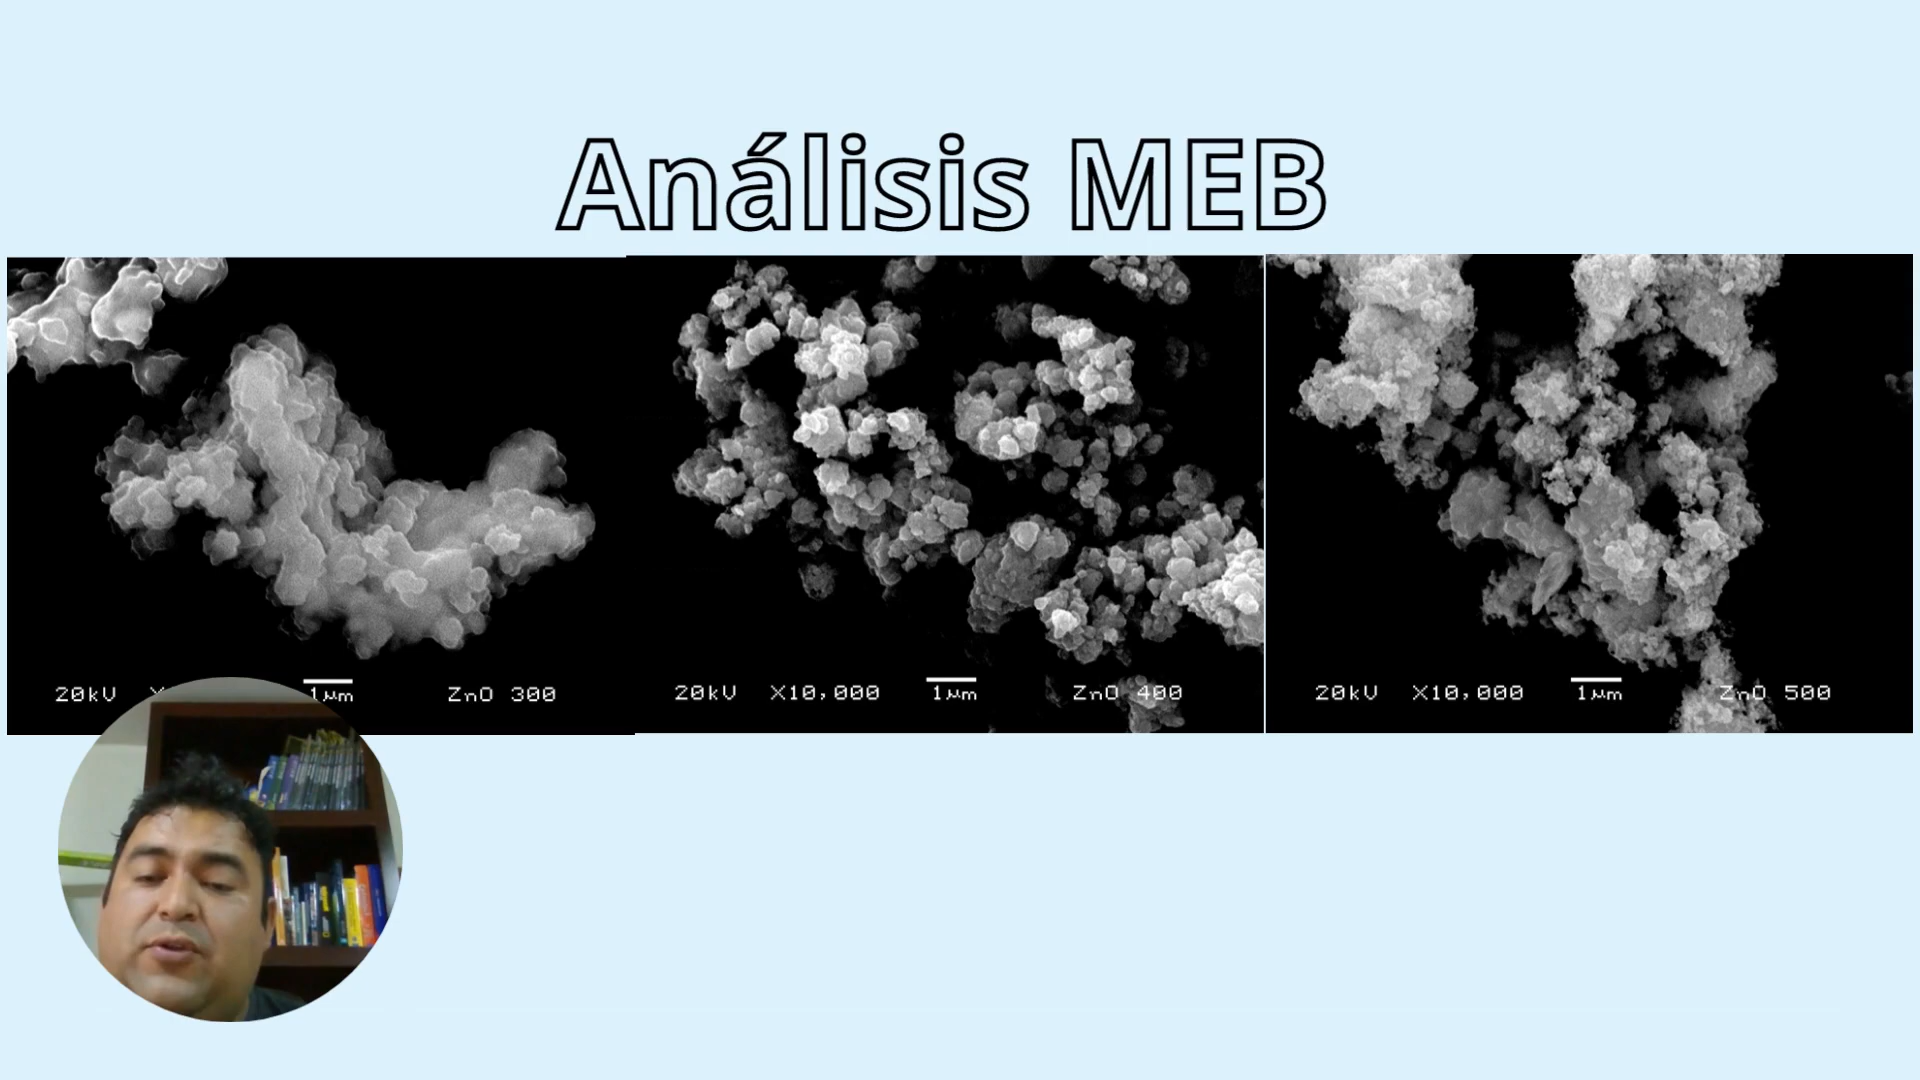 Análisis MEB
20kV 1µm ZnO 300
20kV X10,000 1µm ZnO 400
20kV X10,000 1µm ZnO 500